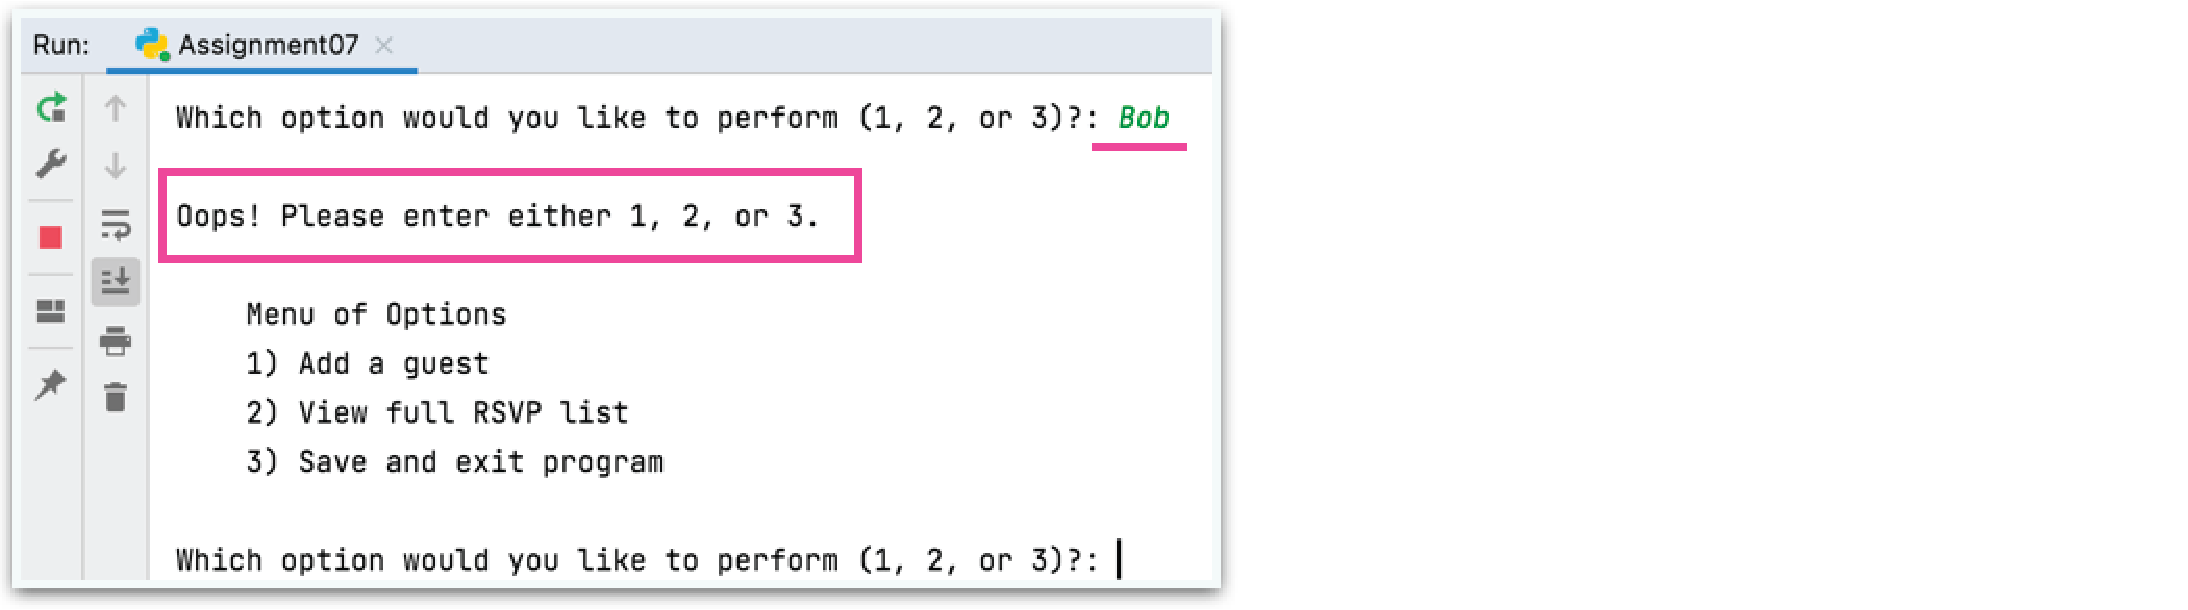 Run: Assignment07
Which option would you like to perform (1, 2, or 3)?: Bob
Oops! Please enter either 1, 2, or 3.
Menu of Options
1) Add a guest
2) View full RSVP list
3) Save and exit program
Which option would you like to perform (1, 2, or 3)?: